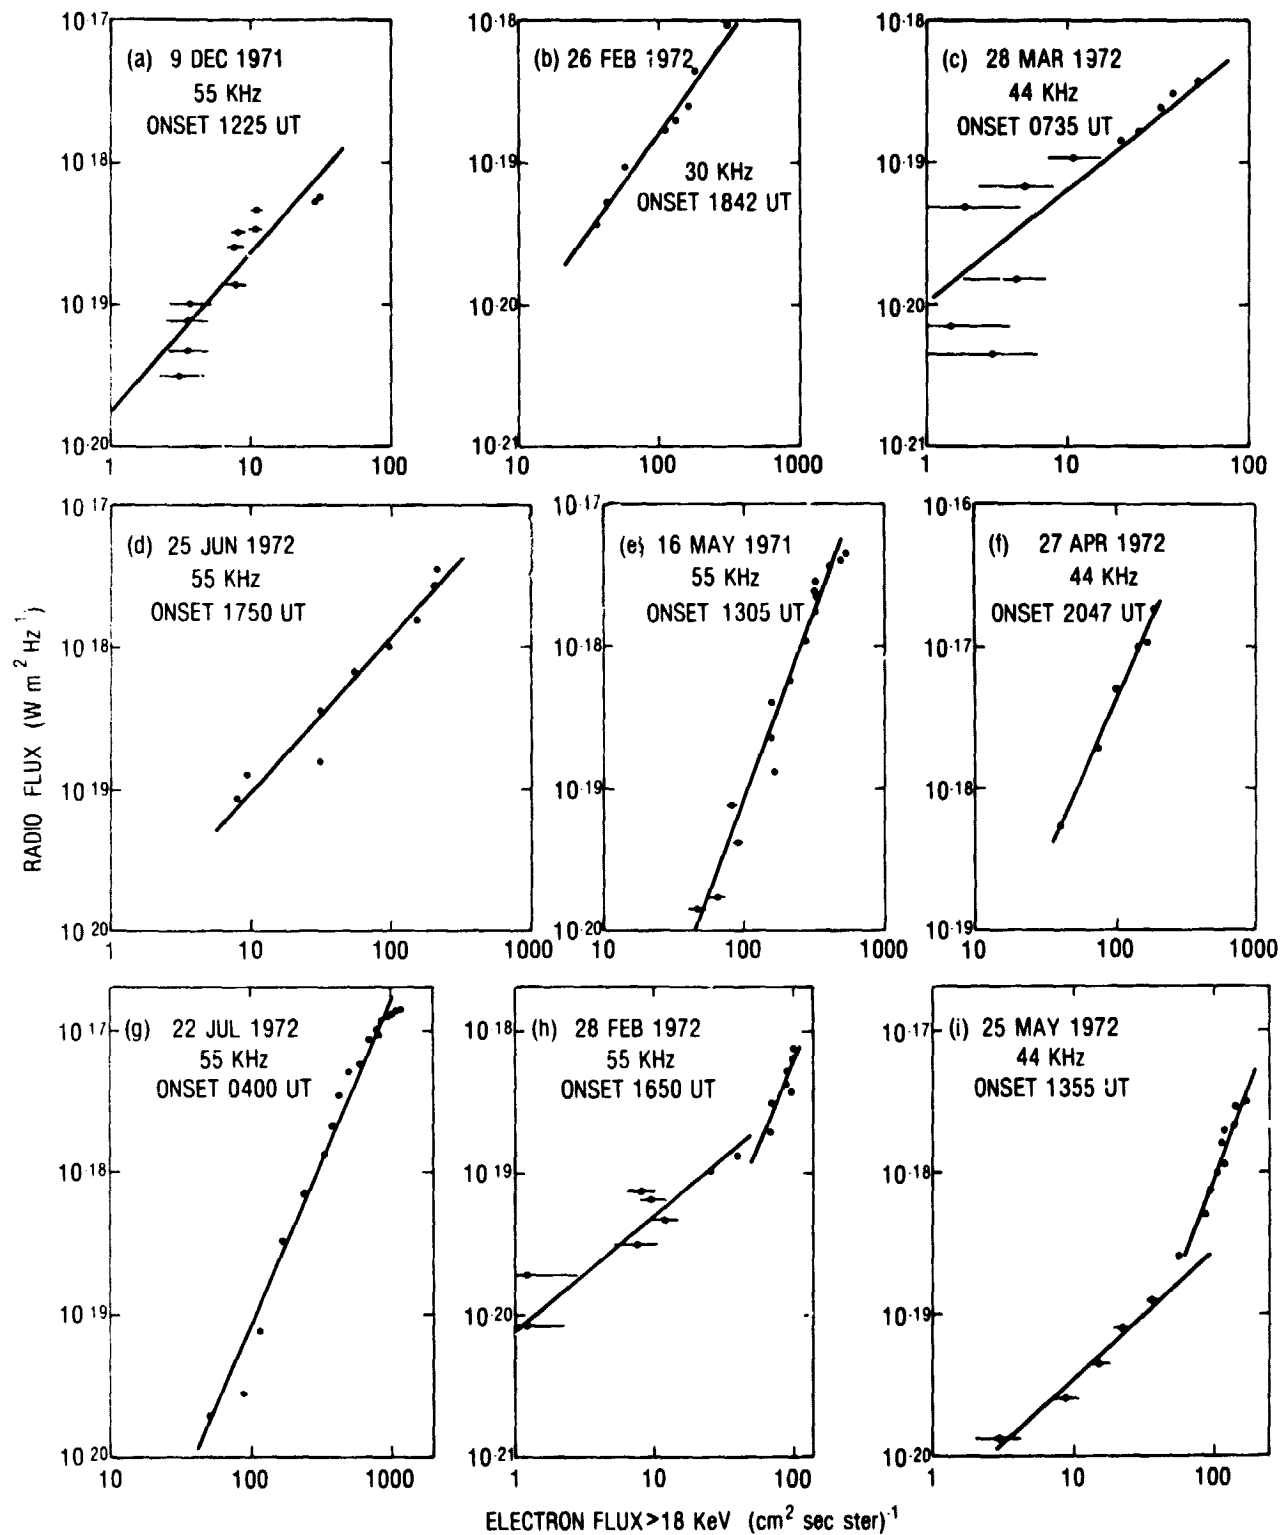 RADIO FLUX (W m⁻² Hz⁻¹)
10⁻¹⁷
10⁻¹⁸
10⁻¹⁹
10⁻²⁰
1 10 100
(a) 9 DEC 1971
55 KHz
ONSET 1225 UT
10⁻¹⁸
10⁻¹⁹
10⁻²⁰
10⁻²¹
10 100 1000
(b) 26 FEB 1972
30 KHz
ONSET 1842 UT
10⁻¹⁸
10⁻¹⁹
10⁻²⁰
10⁻²¹
1 10 100
(c) 28 MAR 1972
44 KHz
ONSET 0735 UT
10⁻¹⁷
10⁻¹⁸
10⁻¹⁹
10⁻²⁰
1 10 100 1000
(d) 25 JUN 1972
55 KHz
ONSET 1750 UT
10⁻¹⁷
10⁻¹⁸
10⁻¹⁹
10⁻²⁰
10 100 1000
(e) 16 MAY 1971
55 KHz
ONSET 1305 UT
10⁻¹⁶
10⁻¹⁷
10⁻¹⁸
10⁻¹⁹
10 100 1000
(f) 27 APR 1972
44 KHz
ONSET 2047 UT
10⁻¹⁷
10⁻¹⁸
10⁻¹⁹
10⁻²⁰
10 100 1000
(g) 22 JUL 1972
55 KHz
ONSET 0400 UT
10⁻¹⁸
10⁻¹⁹
10⁻²⁰
10⁻²¹
1 10 100
(h) 28 FEB 1972
55 KHz
ONSET 1650 UT
10⁻¹⁷
10⁻¹⁸
10⁻¹⁹
10⁻²⁰
1 10 100
(i) 25 MAY 1972
44 KHz
ONSET 1355 UT
ELECTRON FLUX>18 KeV (cm² sec ster)⁻¹